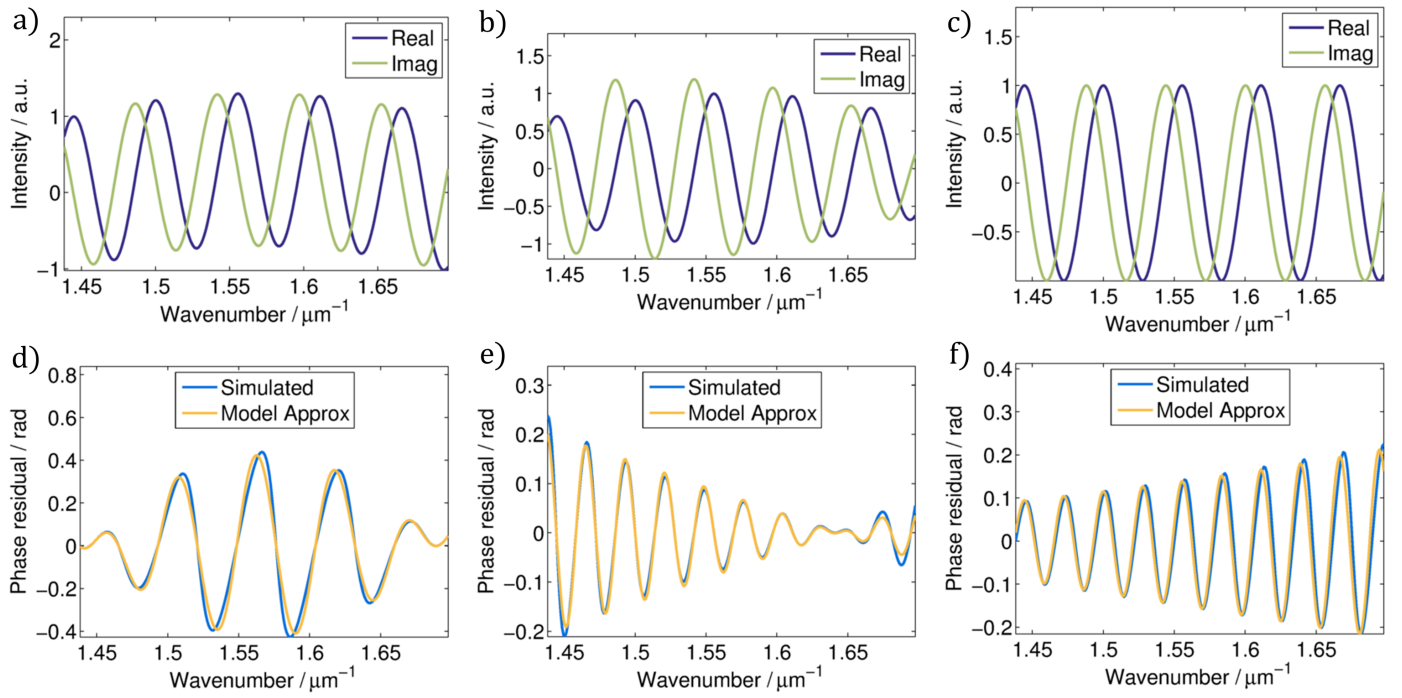 a)
2
1
0
−1
Intensity / a.u.
Real
Imag
1.45
1.5
1.55
1.6
1.65
Wavenumber / μm⁻¹
b)
1.5
1
0.5
0
−0.5
−1
Intensity / a.u.
Real
Imag
1.45
1.5
1.55
1.6
1.65
Wavenumber / μm⁻¹
c)
1.5
1
0.5
0
−0.5
Intensity / a.u.
Real
Imag
1.45
1.5
1.55
1.6
1.65
Wavenumber / μm⁻¹
d)
0.8
0.6
0.4
0.2
0
−0.2
−0.4
Phase residual / rad
Simulated
Model Approx
1.45
1.5
1.55
1.6
1.65
Wavenumber / μm⁻¹
e)
0.3
0.2
0.1
0
−0.1
−0.2
Phase residual / rad
Simulated
Model Approx
1.45
1.5
1.55
1.6
1.65
Wavenumber / μm⁻¹
f)
0.4
0.3
0.2
0.1
0
−0.1
−0.2
Phase residual / rad
Simulated
Model Approx
1.45
1.5
1.55
1.6
1.65
Wavenumber / μm⁻¹